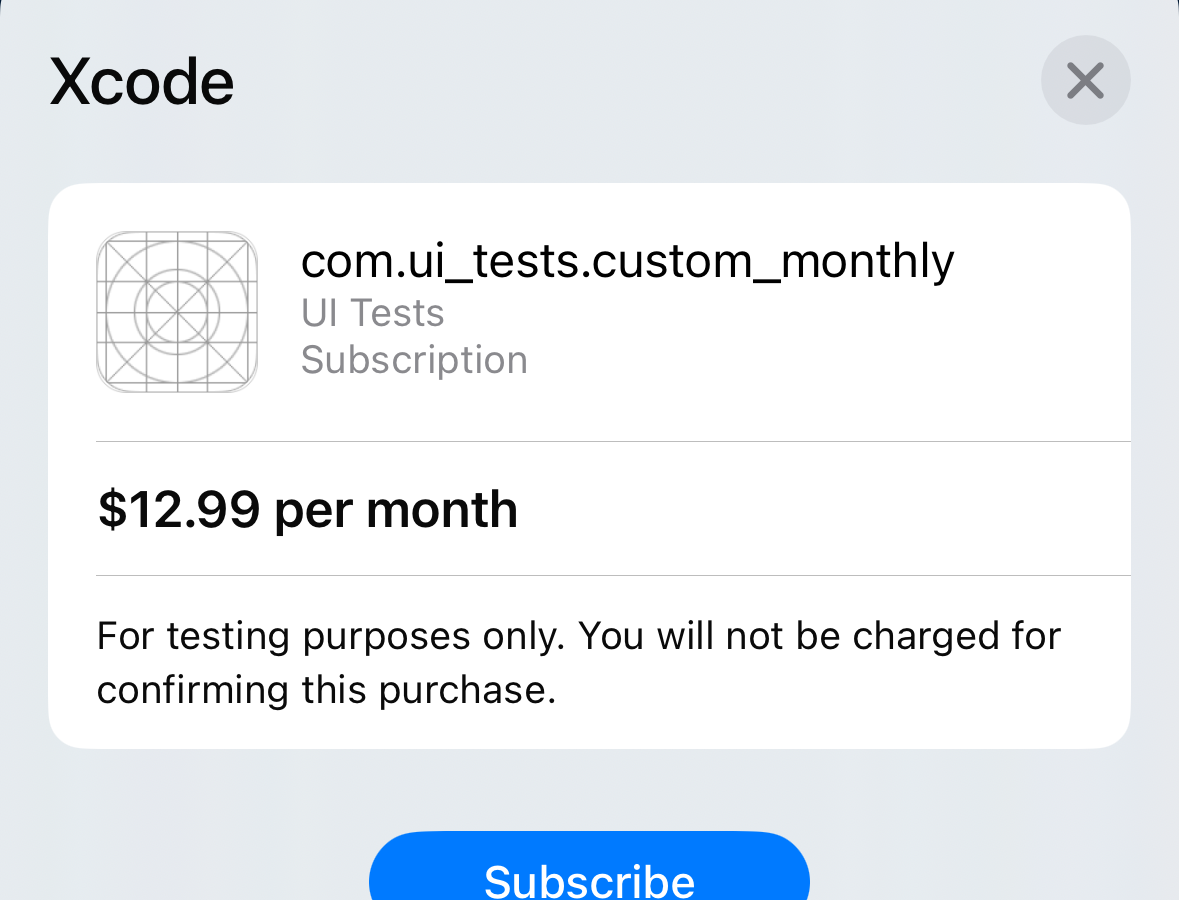 Xcode
com.ui_tests.custom_monthly
UI Tests
Subscription
$12.99 per month
For testing purposes only. You will not be charged for
confirming this purchase.
Subscribe